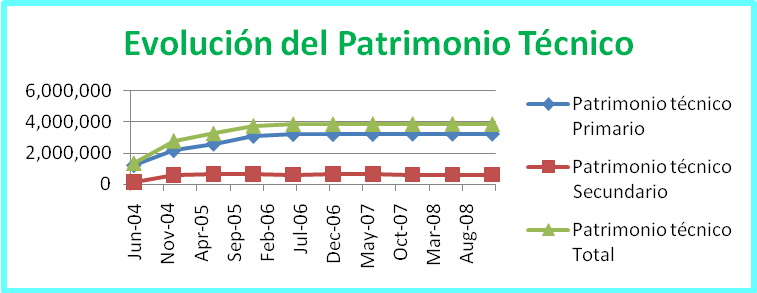 Evolución del Patrimonio Técnico
6,000,000
4,000,000
2,000,000
0
Jun-04
Nov-04
Apr-05
Sep-05
Feb-06
Jul-06
Dec-06
May-07
Oct-07
Mar-08
Aug-08
Patrimonio técnico
Primario
Patrimonio técnico
Secundario
Patrimonio técnico
Total